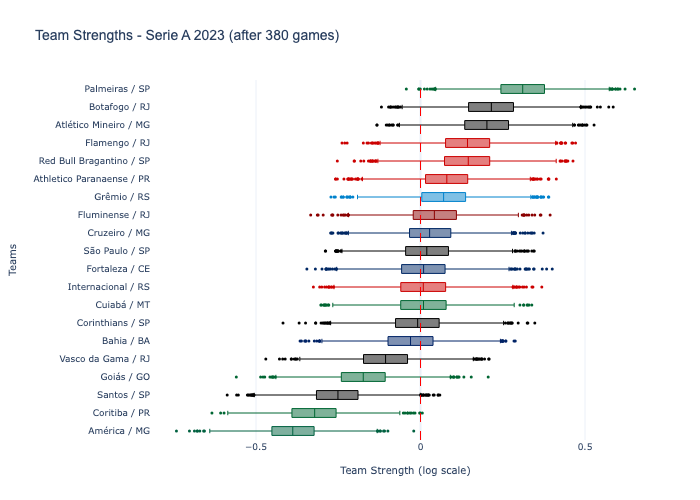 Team Strengths - Serie A 2023 (after 380 games)
Palmeiras / SP
Botafogo / RJ
Atlético Mineiro / MG
Flamengo / RJ
Red Bull Bragantino / SP
Athletico Paranaense / PR
Grêmio / RS
Fluminense / RJ
Cruzeiro / MG
São Paulo / SP
Fortaleza / CE
Internacional / RS
Cuiabá / MT
Corinthians / SP
Bahia / BA
Vasco da Gama / RJ
Goiás / GO
Santos / SP
Coritiba / PR
América / MG
Teams
−0.5
0
0.5
Team Strength (log scale)